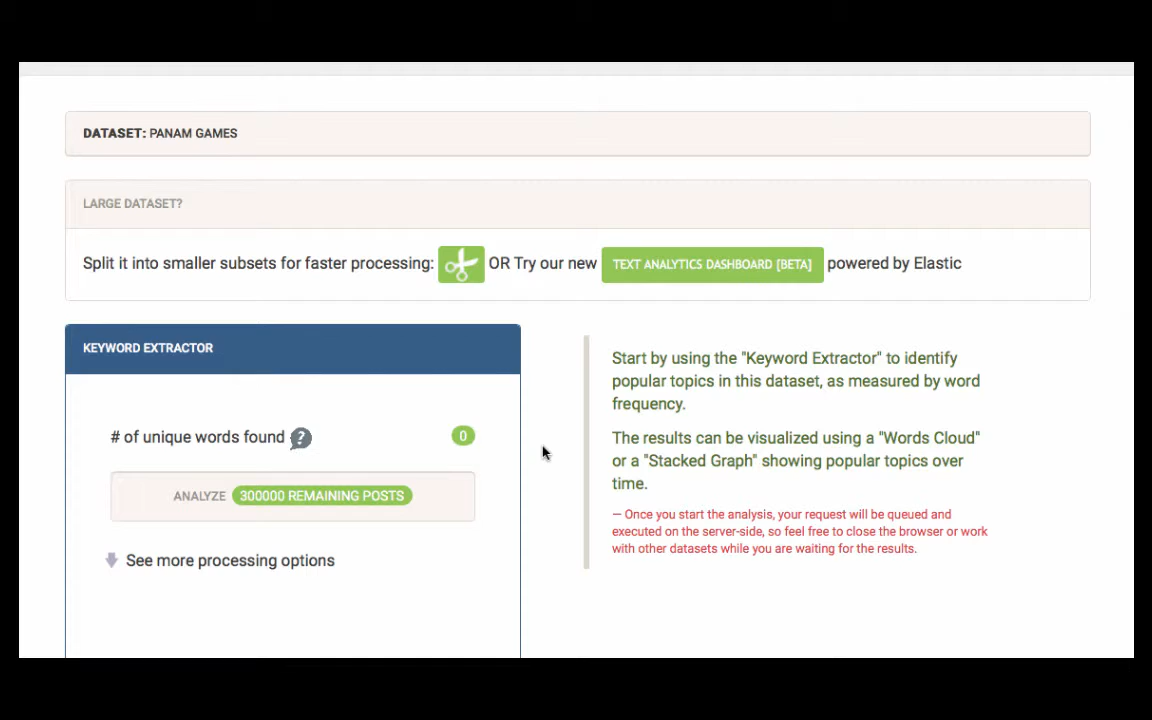 DATASET: PANAM GAMES
LARGE DATASET?
Split it into smaller subsets for faster processing: OR Try our new TEXT ANALYTICS DASHBOARD [BETA] powered by Elastic
KEYWORD EXTRACTOR
# of unique words found ? 0
ANALYZE 300000 REMAINING POSTS
See more processing options
Start by using the "Keyword Extractor" to identify
popular topics in this dataset, as measured by word
frequency.
The results can be visualized using a "Words Cloud"
or a "Stacked Graph" showing popular topics over
time.
— Once you start the analysis, your request will be queued and
executed on the server-side, so feel free to close the browser or work
with other datasets while you are waiting for the results.